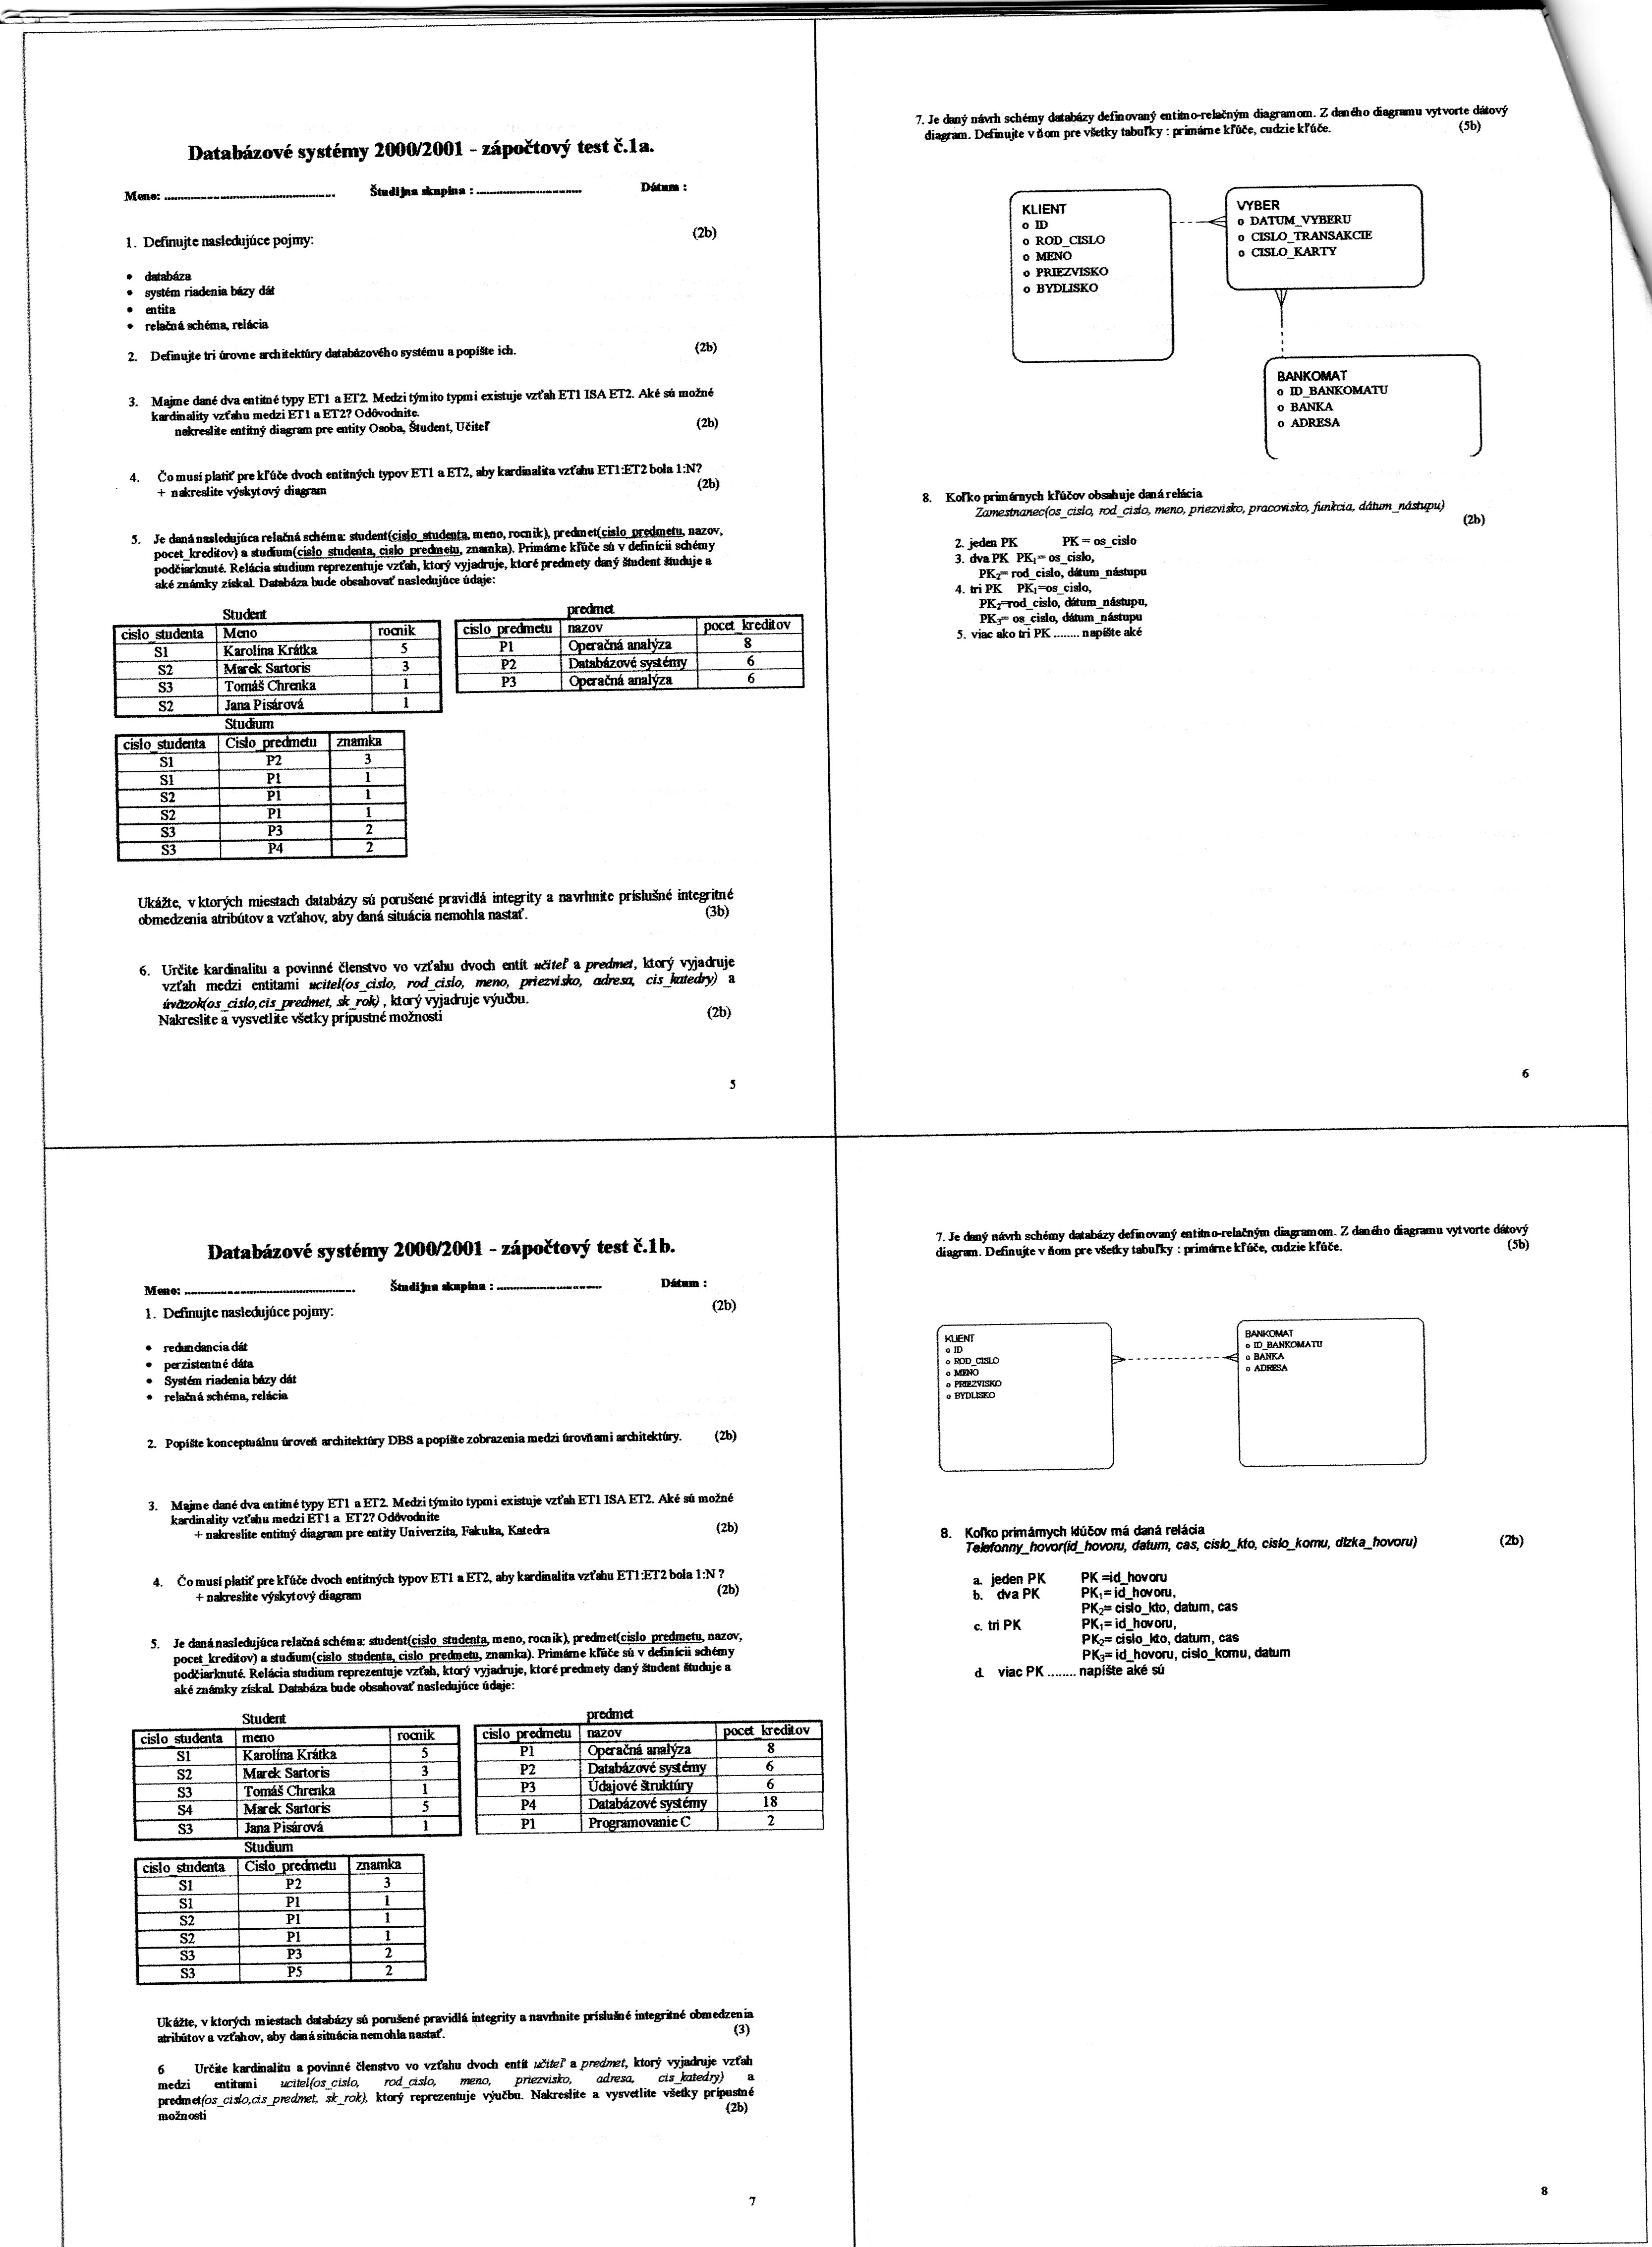 Databázové systémy 2000/2001 - zápočtový test č.1a.
Meno: ............................................ Študijna skupina : .............................. Dátum :
1. Definujte nasledujúce pojmy: (2b)
• databáza
• systém riadenia bázy dát
• entita
• relačná schéma, relácia
2. Definujte tri úrovne architektúry databázového systému a popíšte ich. (2b)
3. Majme dané dva entitné typy ET1 a ET2. Medzi týmito typmi existuje vzťah ET1 ISA ET2. Aké sú možné
kardinality vzťahu medzi ET1 a ET2? Odôvodnite.
nakreslite entitný diagram pre entity Osoba, Študent, Učiteľ (2b)
4. Čo musí platiť pre kľúče dvoch entitných typov ET1 a ET2, aby kardinalita vzťahu ET1:ET2 bola 1:N?
+ nakreslite výskytový diagram (2b)
5. Je daná nasledujúca relačná schéma: student(cislo_studenta, meno, rocnik), predmet(cislo_predmetu, nazov,
pocet_kreditov) a studium(cislo_studenta, cislo_predmetu, znamka). Primárne kľúče sú v definícii schémy
podčiarknuté. Relácia studium reprezentuje vzťah, ktorý vyjadruje, ktoré predmety daný študent študuje a
aké známky získal. Databáza bude obsahovať nasledujúce údaje:
Student
cislo_studenta Meno rocnik
S1 Karolína Krátka 5
S2 Marek Sartoris 3
S3 Tomáš Chrenka 1
S2 Jana Pisárová 1
predmet
cislo_predmetu nazov pocet_kreditov
P1 Operačná analýza 8
P2 Databázové systémy 6
P3 Operačná analýza 6
Studium
cislo_studenta Cislo_predmetu znamka
S1 P2 3
S1 P1 1
S2 P1 1
S2 P1 1
S3 P3 2
S3 P4 2
Ukážte, v ktorých miestach databázy sú porušené pravidlá integrity a navrhnite príslušné integritné
obmedzenia atribútov a vzťahov, aby daná situácia nemohla nastať. (3b)
6. Určite kardinalitu a povinné členstvo vo vzťahu dvoch entít učiteľ a predmet, ktorý vyjadruje
vzťah medzi entitami ucitel(os_cislo, rod_cislo, meno, priezvisko, adresa, cis_katedry) a
úväzok(os_cislo,cis_predmet, sk_rok) , ktorý vyjadruje výučbu.
Nakreslite a vysvetlite všetky prípustné možnosti (2b)
5
7. Je daný návrh schémy databázy definovaný entitno-relačným diagramom. Z daného diagramu vytvorte dátový
diagram. Definujte v ňom pre všetky tabuľky : primárne kľúče, cudzie kľúče. (5b)
KLIENT
o ID
o ROD_CISLO
o MENO
o PRIEZVISKO
o BYDLISKO
VYBER
o DATUM_VYBERU
o CISLO_TRANSAKCIE
o CISLO_KARTY
BANKOMAT
o ID_BANKOMATU
o BANKA
o ADRESA
8. Koľko primárnych kľúčov obsahuje daná relácia
Zamestnanec(os_cislo, rod_cislo, meno, priezvisko, pracovisko, funkcia, dátum_nástupu)
(2b)
2. jeden PK PK = os_cislo
3. dva PK PK₁= os_cislo,
PK₂= rod_cislo, dátum_nástupu
4. tri PK PK₁=os_cislo,
PK₂=rod_cislo, dátum_nástupu,
PK₃= os_cislo, dátum_nástupu
5. viac ako tri PK ........ napíšte aké
6
Databázové systémy 2000/2001 - zápočtový test č.1b.
Meno: ............................................ Študijna skupina : ........................... Dátum :
1. Definujte nasledujúce pojmy: (2b)
• redundancia dát
• perzistentné dáta
• Systém riadenia bázy dát
• relačná schéma, relácia
2. Popíšte konceptuálnu úroveň architektúry DBS a popíšte zobrazenia medzi úrovňami architektúry. (2b)
3. Majme dané dva entitné typy ET1 a ET2. Medzi týmito typmi existuje vzťah ET1 ISA ET2. Aké sú možné
kardinality vzťahu medzi ET1 a ET2? Odôvodnite
+ nakreslite entitný diagram pre entity Univerzita, Fakulta, Katedra (2b)
4. Čo musí platiť pre kľúče dvoch entitných typov ET1 a ET2, aby kardinalita vzťahu ET1:ET2 bola 1:N ?
+ nakreslite výskytový diagram (2b)
5. Je daná nasledujúca relačná schéma: student(cislo_studenta, meno, rocnik), predmet(cislo_predmetu, nazov,
pocet_kreditov) a studium(cislo_studenta, cislo_predmetu, znamka). Primárne kľúče sú v definícii schémy
podčiarknuté. Relácia studium reprezentuje vzťah, ktorý vyjadruje, ktoré predmety daný študent študuje a
aké známky získal. Databáza bude obsahovať nasledujúce údaje:
Student
cislo_studenta meno rocnik
S1 Karolína Krátka 5
S2 Marek Sartoris 3
S3 Tomáš Chrenka 1
S4 Marek Sartoris 5
S3 Jana Pisárová 1
predmet
cislo_predmetu nazov pocet_kreditov
P1 Operačná analýza 8
P2 Databázové systémy 6
P3 Údajové štruktúry 6
P4 Databázové systémy 18
P1 Programovanie C 2
Studium
cislo_studenta Cislo_predmetu znamka
S1 P2 3
S1 P1 1
S2 P1 1
S2 P1 1
S3 P3 2
S3 P5 2
Ukážte, v ktorých miestach databázy sú porušené pravidlá integrity a navrhnite príslušné integritné obmedzenia
atribútov a vzťahov, aby daná situácia nemohla nastať. (3)
6 Určite kardinalitu a povinné členstvo vo vzťahu dvoch entít učiteľ a predmet, ktorý vyjadruje vzťah
medzi entitami ucitel(os_cislo, rod_cislo, meno, priezvisko, adresa, cis_katedry) a
predmet(os_cislo,cis_predmet, sk_rok), ktorý reprezentuje výučbu. Nakreslite a vysvetlite všetky prípustné
možnosti (2b)
7
7. Je daný návrh schémy databázy definovaný entitno-relačným diagramom. Z daného diagramu vytvorte dátový
diagram. Definujte v ňom pre všetky tabuľky : primárne kľúče, cudzie kľúče. (5b)
KLIENT
o ID
o ROD_CISLO
o MENO
o PRIEZVISKO
o BYDLISKO
BANKOMAT
o ID_BANKOMATU
o BANKA
o ADRESA
8. Koľko primárnych klúčov má daná relácia
Telefonny_hovor(id_hovoru, datum, cas, cislo_kto, cislo_komu, dlzka_hovoru) (2b)
a. jeden PK PK =id_hovoru
b. dva PK PK₁= id_hovoru,
PK₂= cislo_kto, datum, cas
c. tri PK PK₁= id_hovoru,
PK₂= cislo_kto, datum, cas
PK₃= id_hovoru, cislo_komu, datum
d. viac PK ........ napíšte aké sú
8